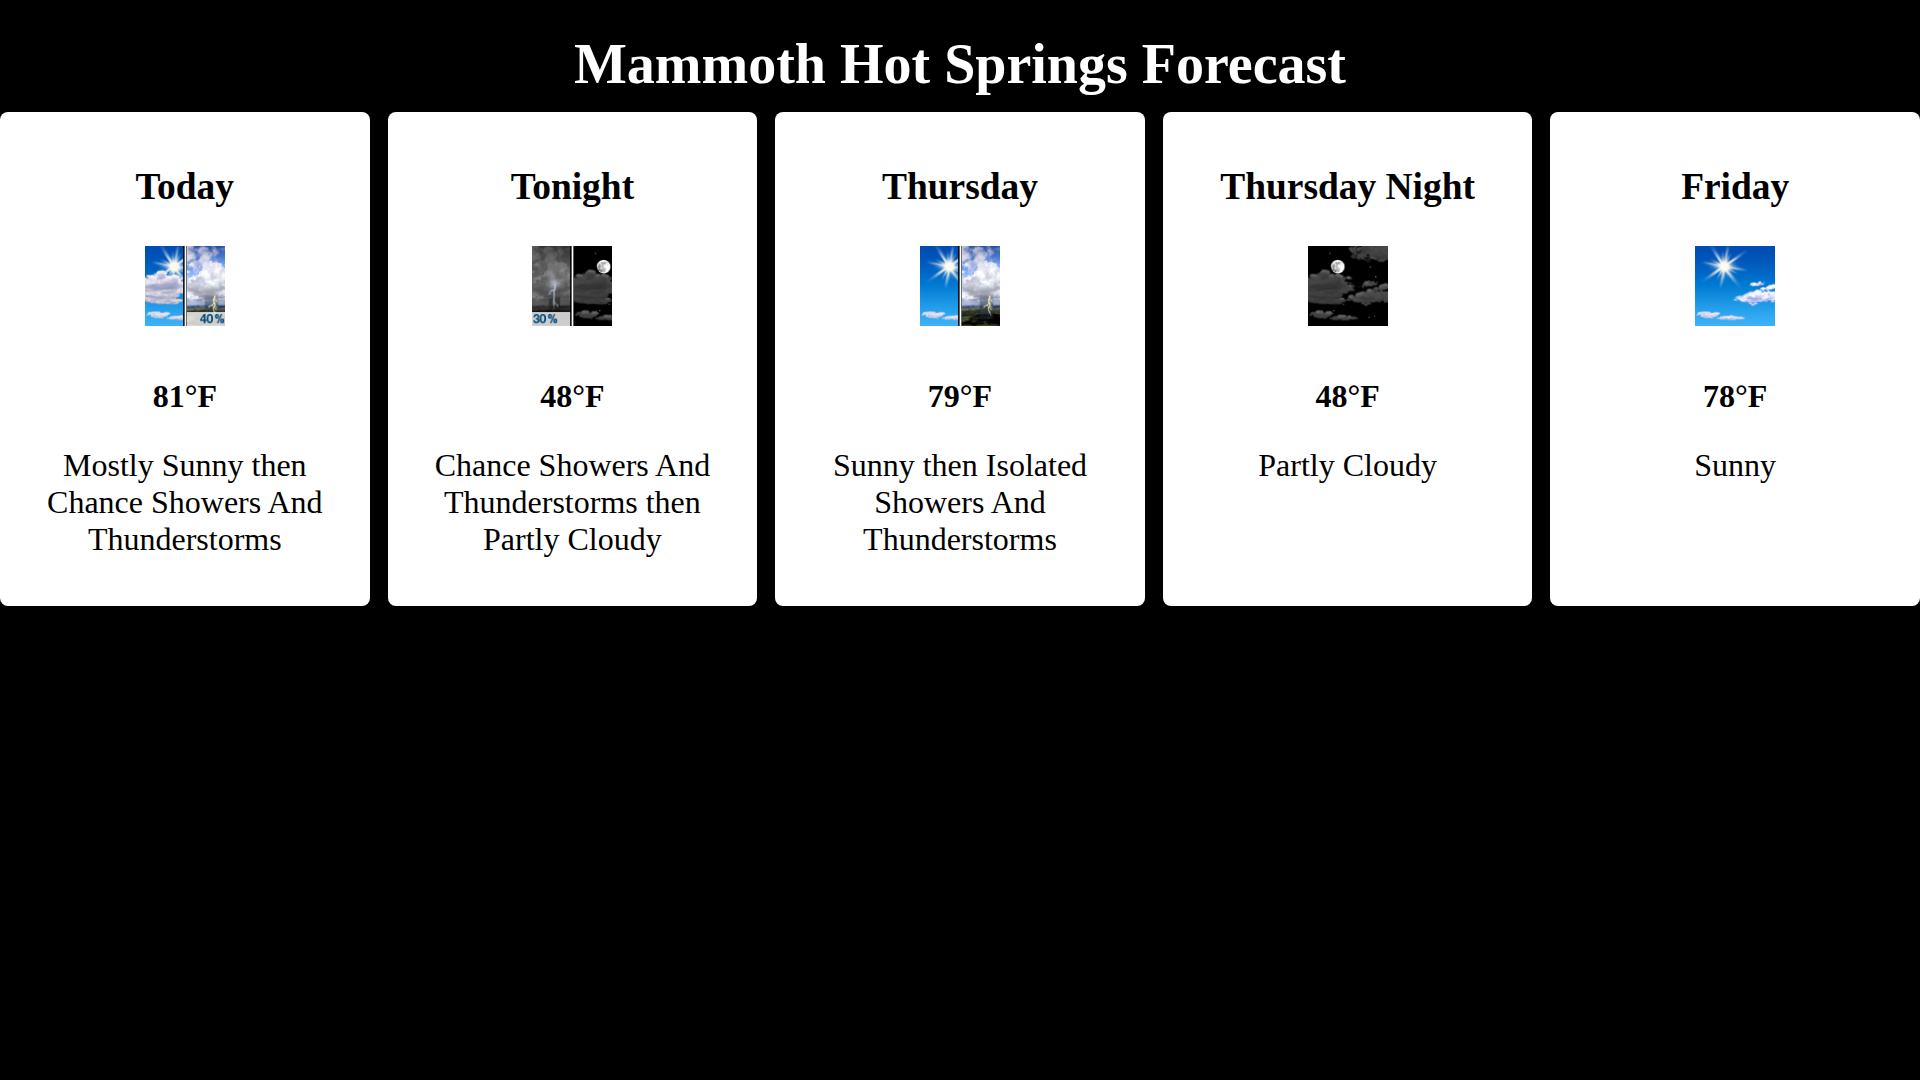 Mammoth Hot Springs Forecast
Today
40%
81°F
Mostly Sunny then
Chance Showers And
Thunderstorms
Tonight
30%
48°F
Chance Showers And
Thunderstorms then
Partly Cloudy
Thursday
79°F
Sunny then Isolated
Showers And
Thunderstorms
Thursday Night
48°F
Partly Cloudy
Friday
78°F
Sunny